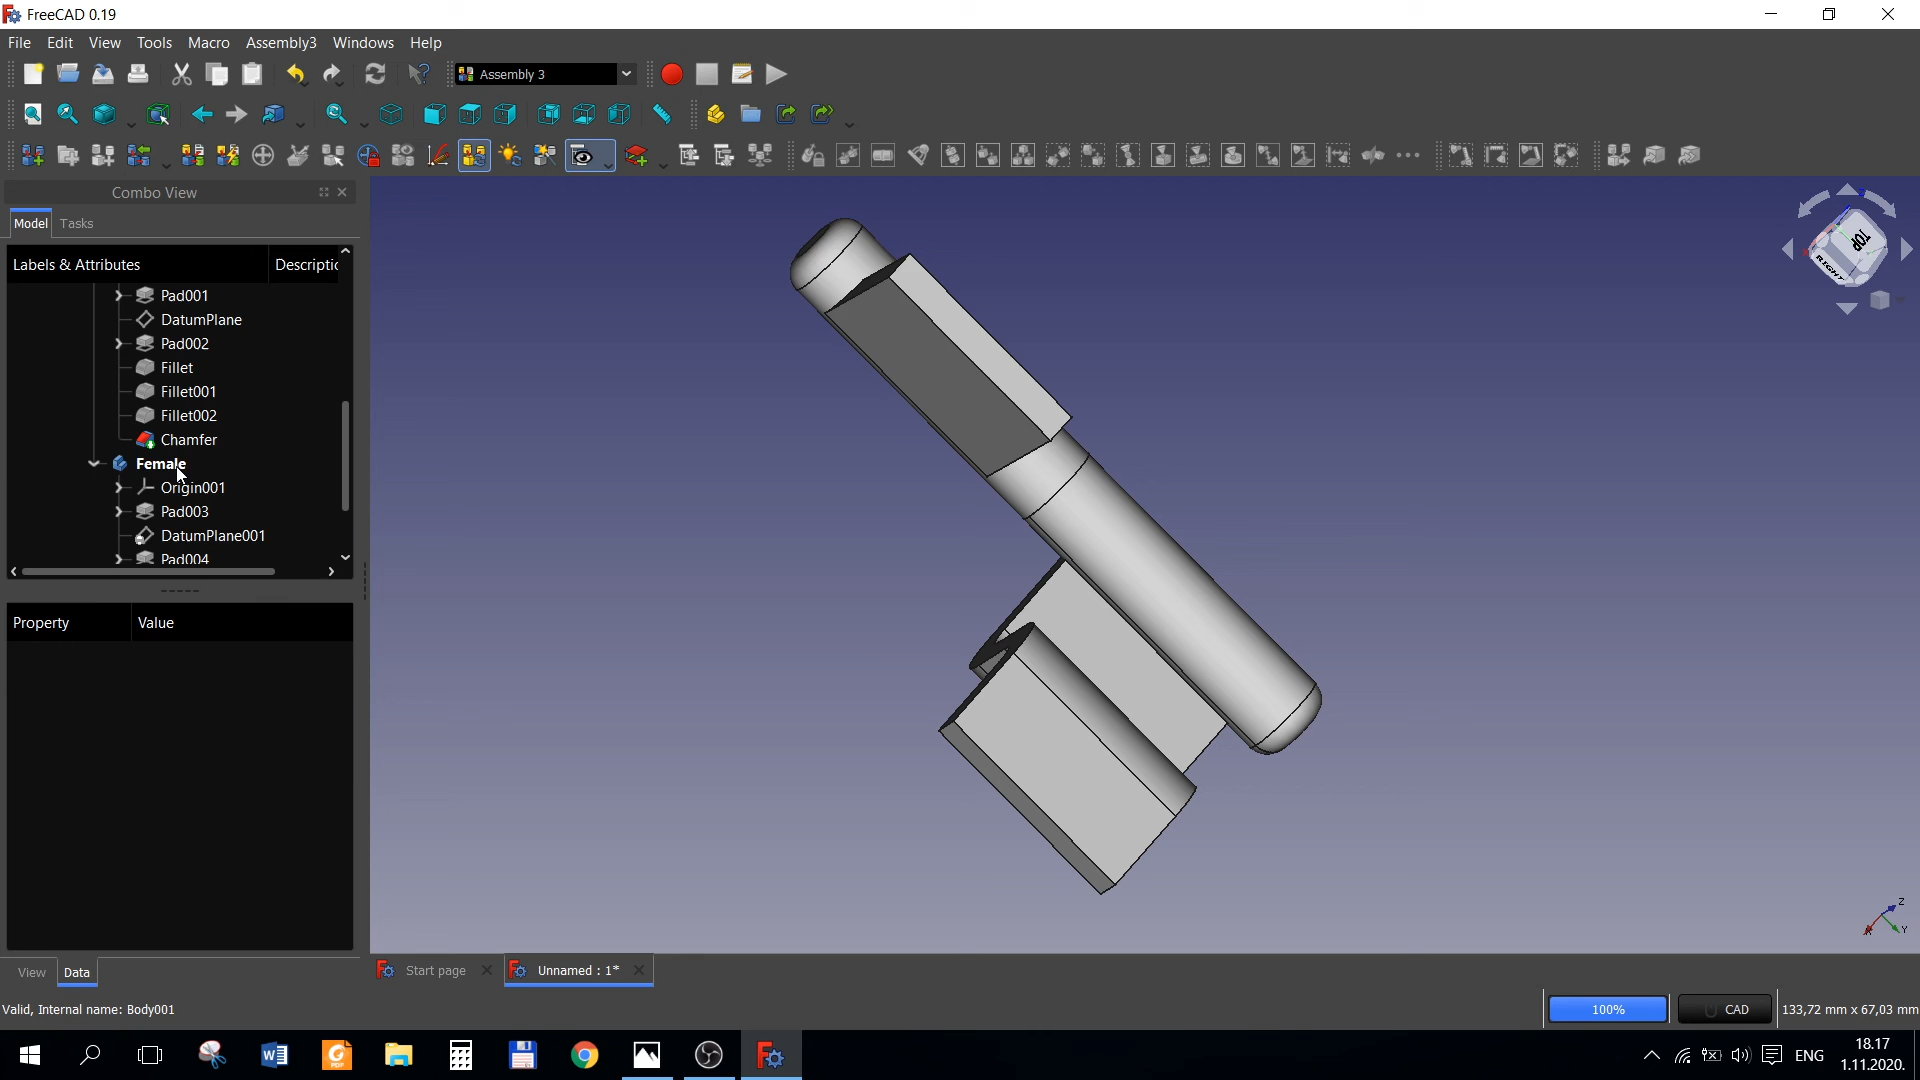 FreeCAD 0.19
File Edit View Tools Macro Assembly3 Windows Help
Assembly 3
Combo View
Model Tasks
Labels & Attributes Descriptic
Pad001
DatumPlane
Pad002
Fillet
Fillet001
Fillet002
Chamfer
Female
Origin001
Pad003
DatumPlane001
Pad004
Property Value
TOP
RIGHT
Z
Y
View Data
Start page Unnamed : 1*
Valid, Internal name: Body001
100% CAD 133,72 mm x 67,03 mm
ENG 18.17
1.11.2020.